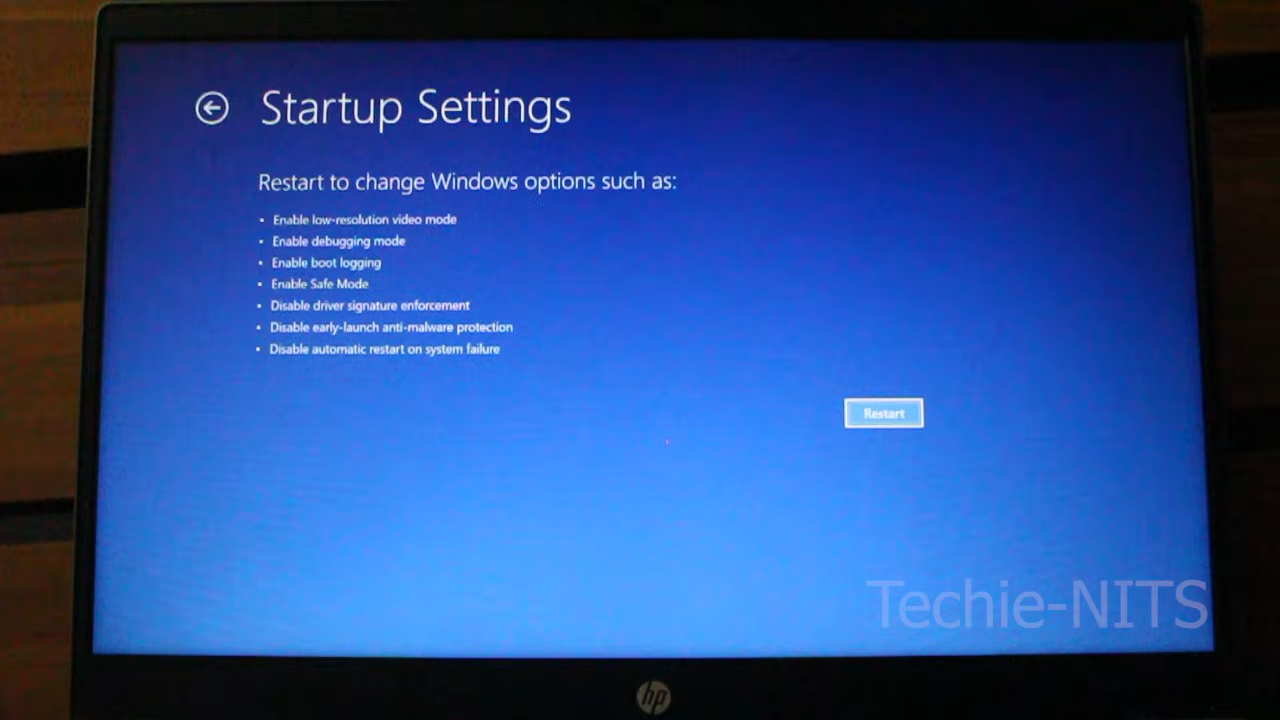 Startup Settings
Restart to change Windows options such as:
• Enable low-resolution video mode
• Enable debugging mode
• Enable boot logging
• Enable Safe Mode
• Disable driver signature enforcement
• Disable early-launch anti-malware protection
• Disable automatic restart on system failure
Restart
Techie-NITS
hp